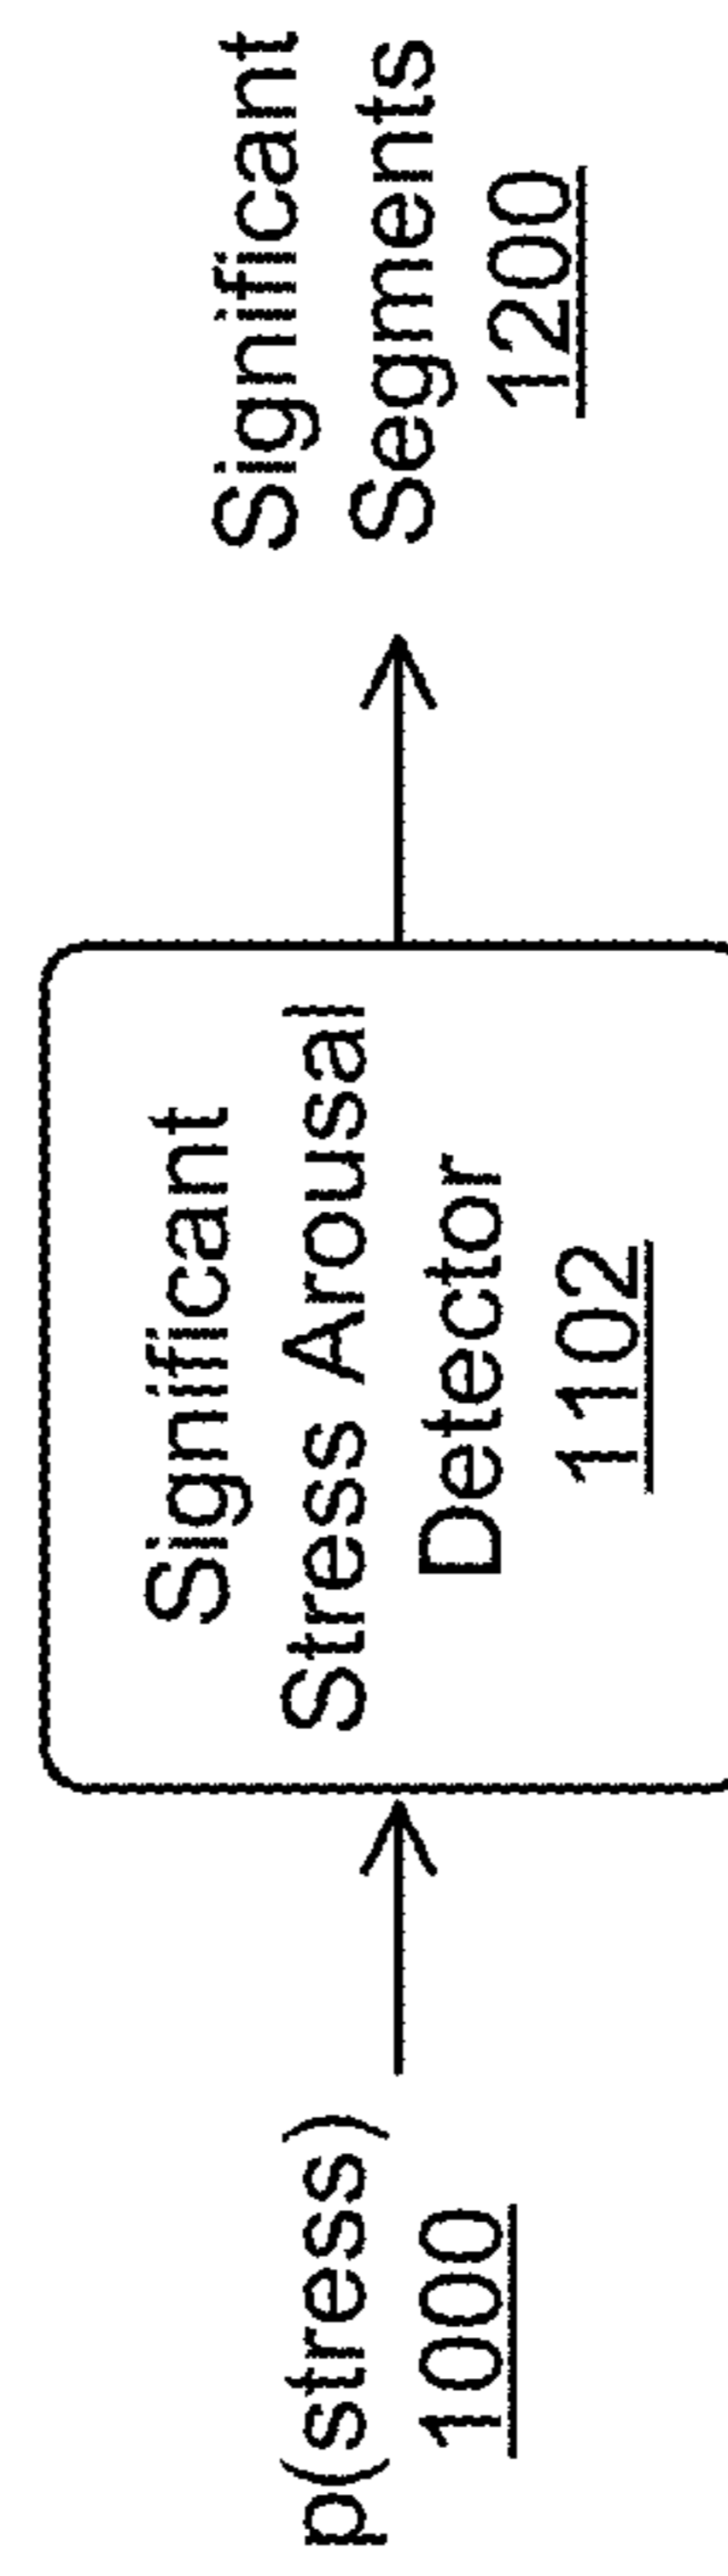 p(stress)
1000
Significant
Stress Arousal
Detector
1102
Significant
Segments
1200